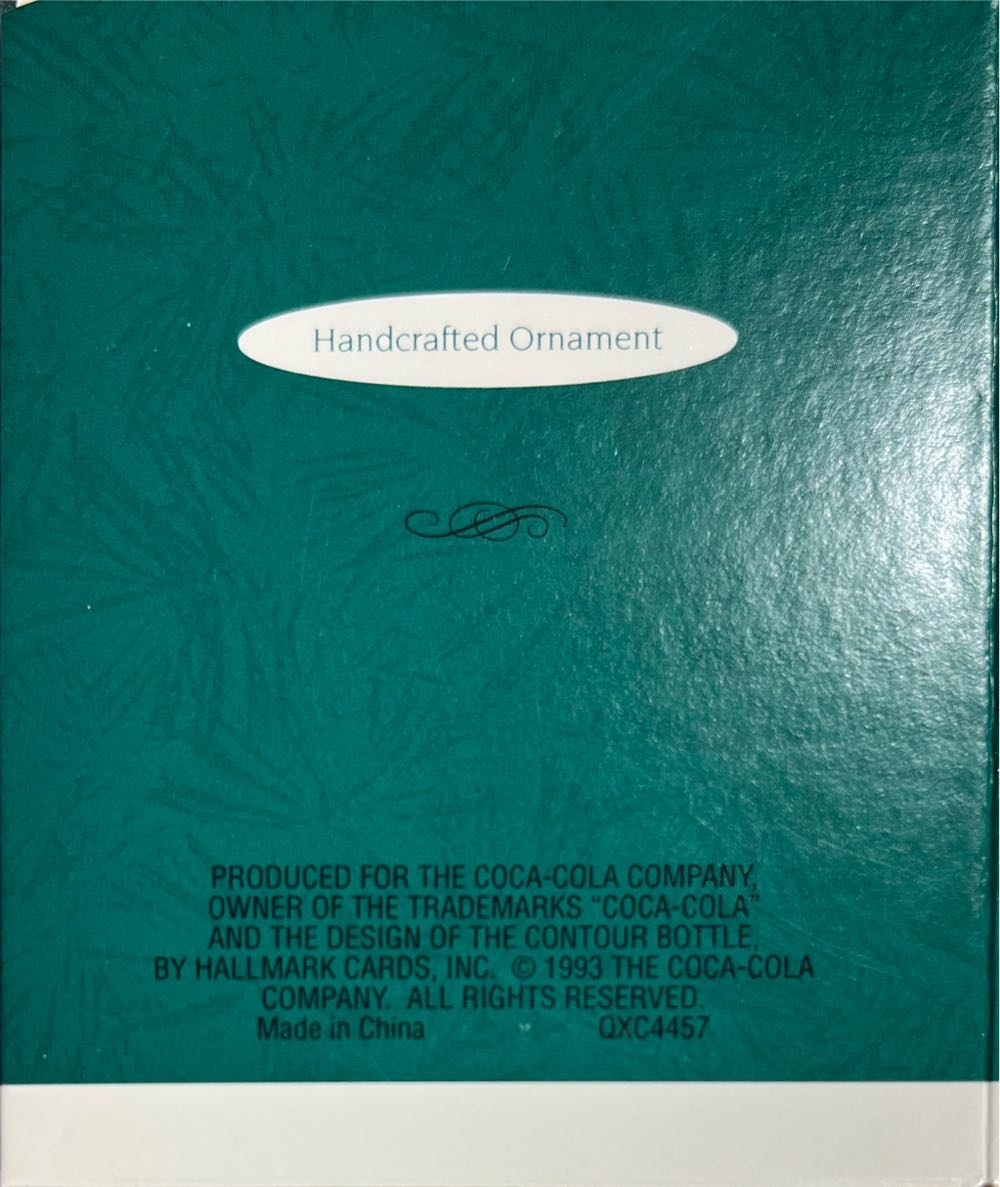 Handcrafted Ornament
PRODUCED FOR THE COCA-COLA COMPANY,
OWNER OF THE TRADEMARKS “COCA-COLA”
AND THE DESIGN OF THE CONTOUR BOTTLE,
BY HALLMARK CARDS, INC. © 1993 THE COCA-COLA
COMPANY. ALL RIGHTS RESERVED.
Made in China QXC4457